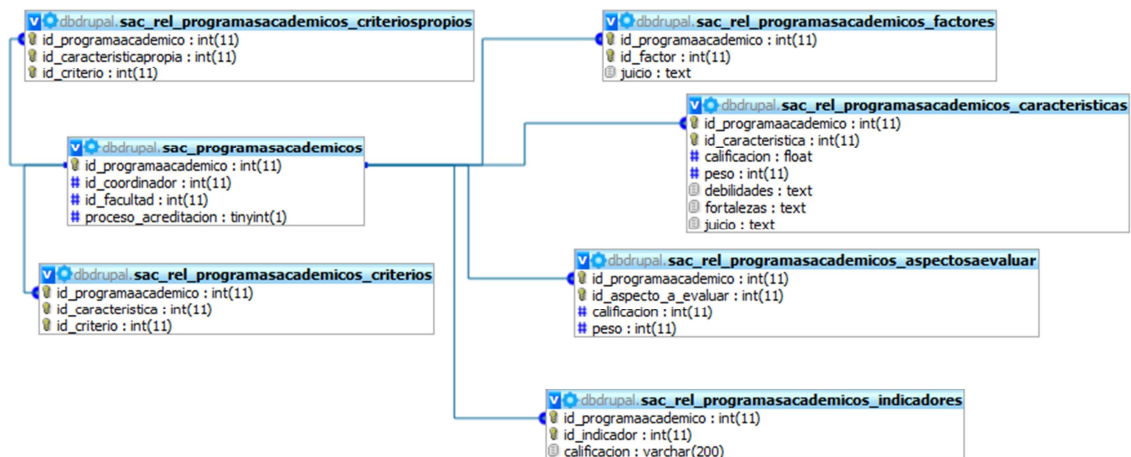 dbdrupal.sac_rel_programasacademicos_criteriospropios
id_programaacademico : int(11)
id_caracteristicapropia : int(11)
id_criterio : int(11)
dbdrupal.sac_rel_programasacademicos_factores
id_programaacademico : int(11)
id_factor : int(11)
juicio : text
dbdrupal.sac_rel_programasacademicos_caracteristicas
id_programaacademico : int(11)
id_caracteristica : int(11)
# calificacion : float
# peso : int(11)
debilidades : text
fortalezas : text
juicio : text
dbdrupal.sac_programasacademicos
id_programaacademico : int(11)
# id_coordinador : int(11)
# id_facultad : int(11)
# proceso_acreditacion : tinyint(1)
dbdrupal.sac_rel_programasacademicos_criterios
id_programaacademico : int(11)
id_caracteristica : int(11)
id_criterio : int(11)
dbdrupal.sac_rel_programasacademicos_aspectosaevaluar
id_programaacademico : int(11)
id_aspecto_a_evaluar : int(11)
# calificacion : int(11)
# peso : int(11)
dbdrupal.sac_rel_programasacademicos_indicadores
id_programaacademico : int(11)
id_indicador : int(11)
calificacion : varchar(200)